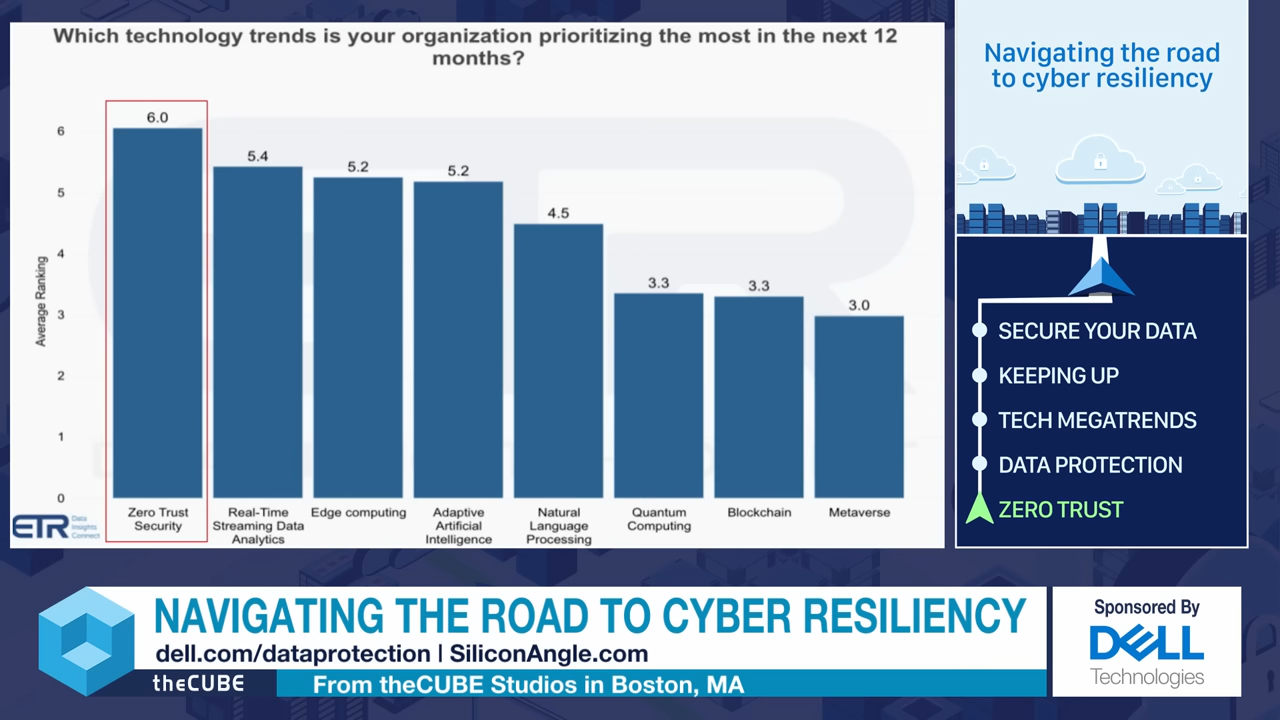 Which technology trends is your organization prioritizing the most in the next 12
months?
Average Ranking
6
5
4
3
2
1
0
6.0
5.4
5.2
5.2
4.5
3.3
3.3
3.0
Zero Trust
Security
Real-Time
Streaming Data
Analytics
Edge computing
Adaptive
Artificial
Intelligence
Natural
Language
Processing
Quantum
Computing
Blockchain
Metaverse
ETR
Data
Insights
Connect
Navigating the road
to cyber resiliency
SECURE YOUR DATA
KEEPING UP
TECH MEGATRENDS
DATA PROTECTION
ZERO TRUST
NAVIGATING THE ROAD TO CYBER RESILIENCY
dell.com/dataprotection | SiliconAngle.com
theCUBE
From theCUBE Studios in Boston, MA
Sponsored By
DELL
Technologies